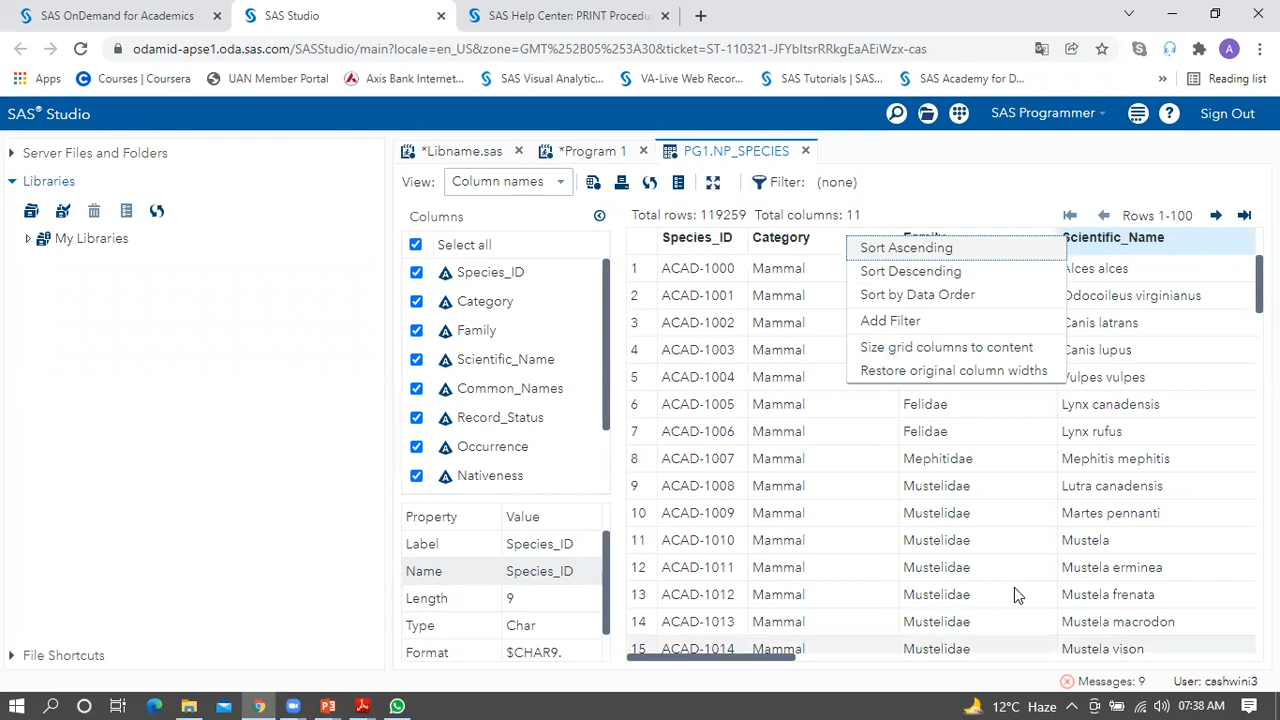 SAS OnDemand for Academics
SAS Studio
SAS Help Center: PRINT Procedu
odamid-apse1.oda.sas.com/SASStudio/main?locale=en_US&zone=GMT%252B05%253A30&ticket=ST-110321-JFYbItsrRRkgEaAEiWzx-cas
A
Apps
Courses | Coursera
UAN Member Portal
Axis Bank Internet...
SAS Visual Analytic...
VA-Live Web Recor...
SAS Tutorials | SAS...
SAS Academy for D...
»
Reading list
SAS® Studio
SAS Programmer
Sign Out
Server Files and Folders
Libraries
My Libraries
File Shortcuts
*Libname.sas
*Program 1
PG1.NP_SPECIES
View: Column names
Filter: (none)
Columns
Select all
Species_ID
Category
Family
Scientific_Name
Common_Names
Record_Status
Occurrence
Nativeness
Property Value
Label Species_ID
Name Species_ID
Length 9
Type Char
Format $CHAR9.
Total rows: 119259 Total columns: 11
Rows 1-100
Species_ID Category Family Scientific_Name
1 ACAD-1000 Mammal Alces alces
2 ACAD-1001 Mammal Odocoileus virginianus
3 ACAD-1002 Mammal Canis latrans
4 ACAD-1003 Mammal Canis lupus
5 ACAD-1004 Mammal Vulpes vulpes
6 ACAD-1005 Mammal Felidae Lynx canadensis
7 ACAD-1006 Mammal Felidae Lynx rufus
8 ACAD-1007 Mammal Mephitidae Mephitis mephitis
9 ACAD-1008 Mammal Mustelidae Lutra canadensis
10 ACAD-1009 Mammal Mustelidae Martes pennanti
11 ACAD-1010 Mammal Mustelidae Mustela
12 ACAD-1011 Mammal Mustelidae Mustela erminea
13 ACAD-1012 Mammal Mustelidae Mustela frenata
14 ACAD-1013 Mammal Mustelidae Mustela macrodon
15 ACAD-1014 Mammal Mustelidae Mustela vison
Sort Ascending
Sort Descending
Sort by Data Order
Add Filter
Size grid columns to content
Restore original column widths
Messages: 9
User: cashwini3
12°C Haze
07:38 AM